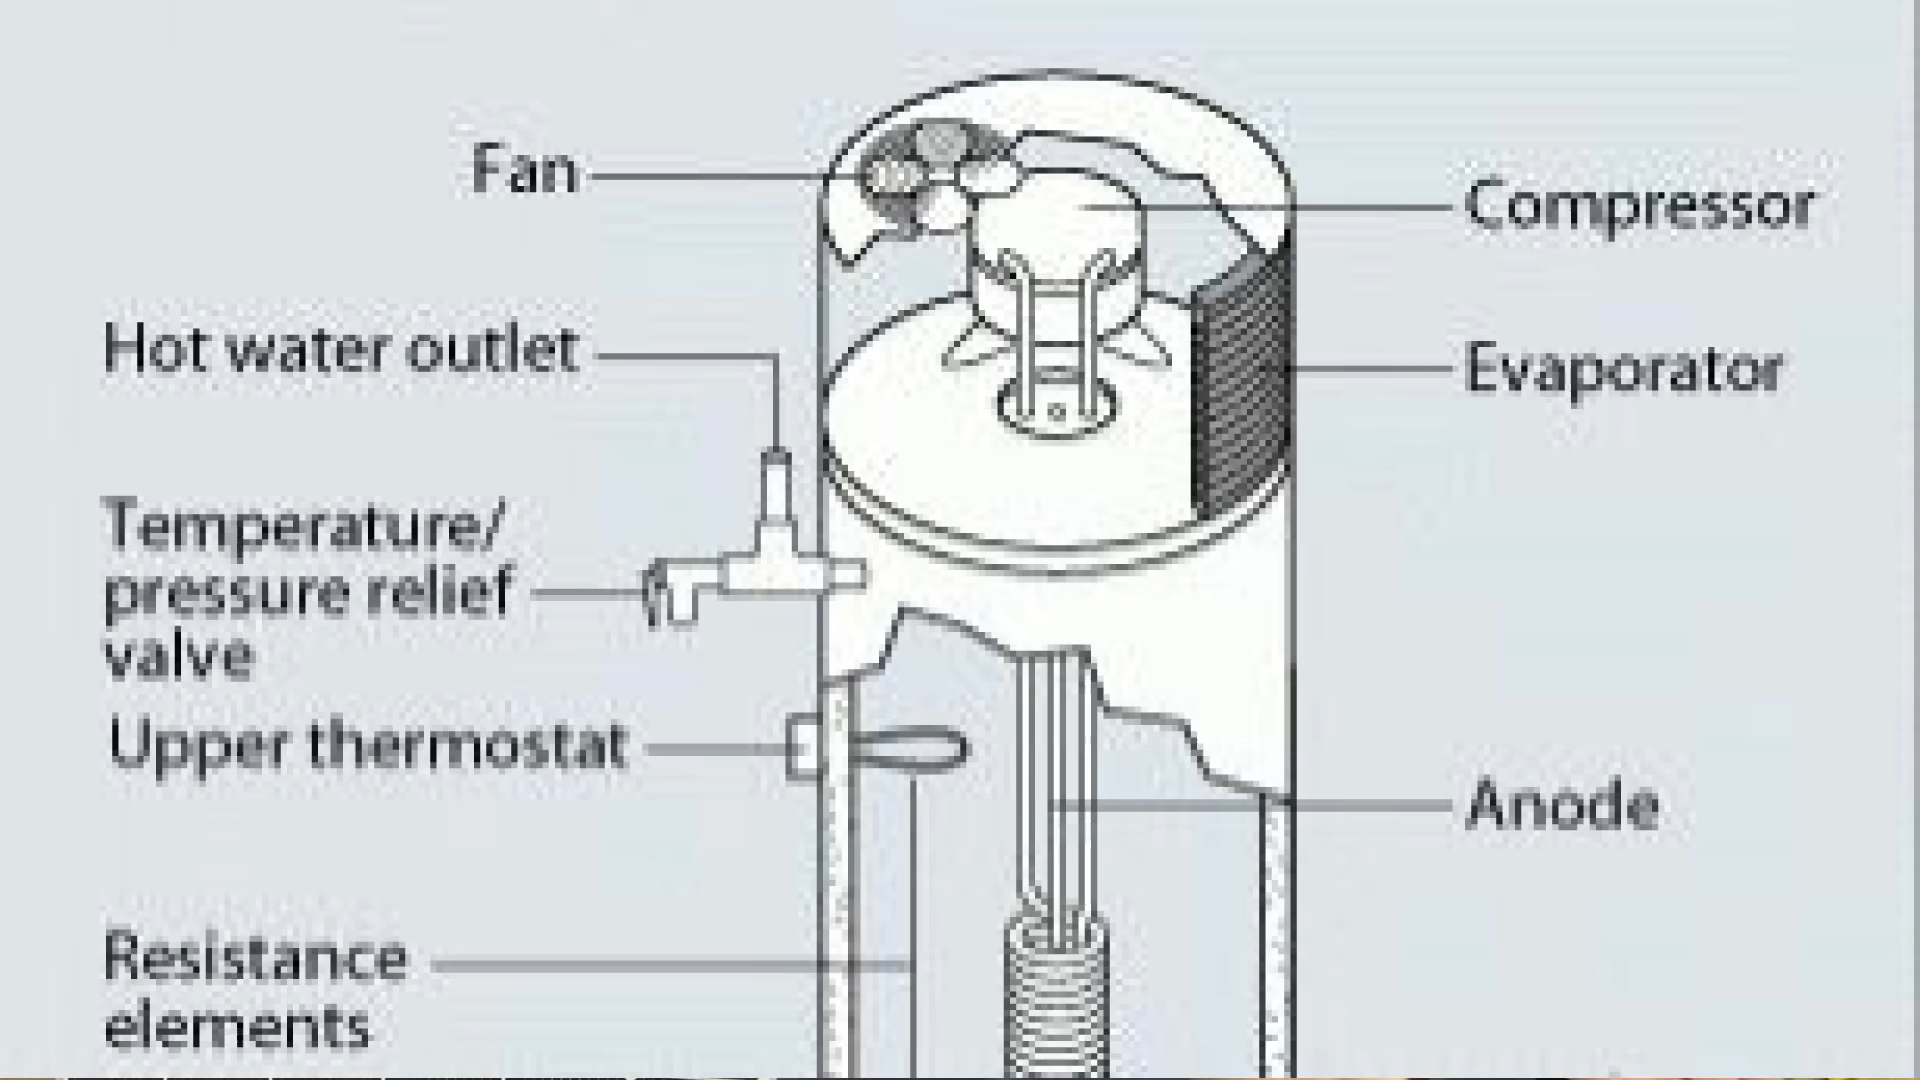 Fan
Compressor
Hot water outlet
Evaporator
Temperature/
pressure relief
valve
Upper thermostat
Anode
Resistance
elements